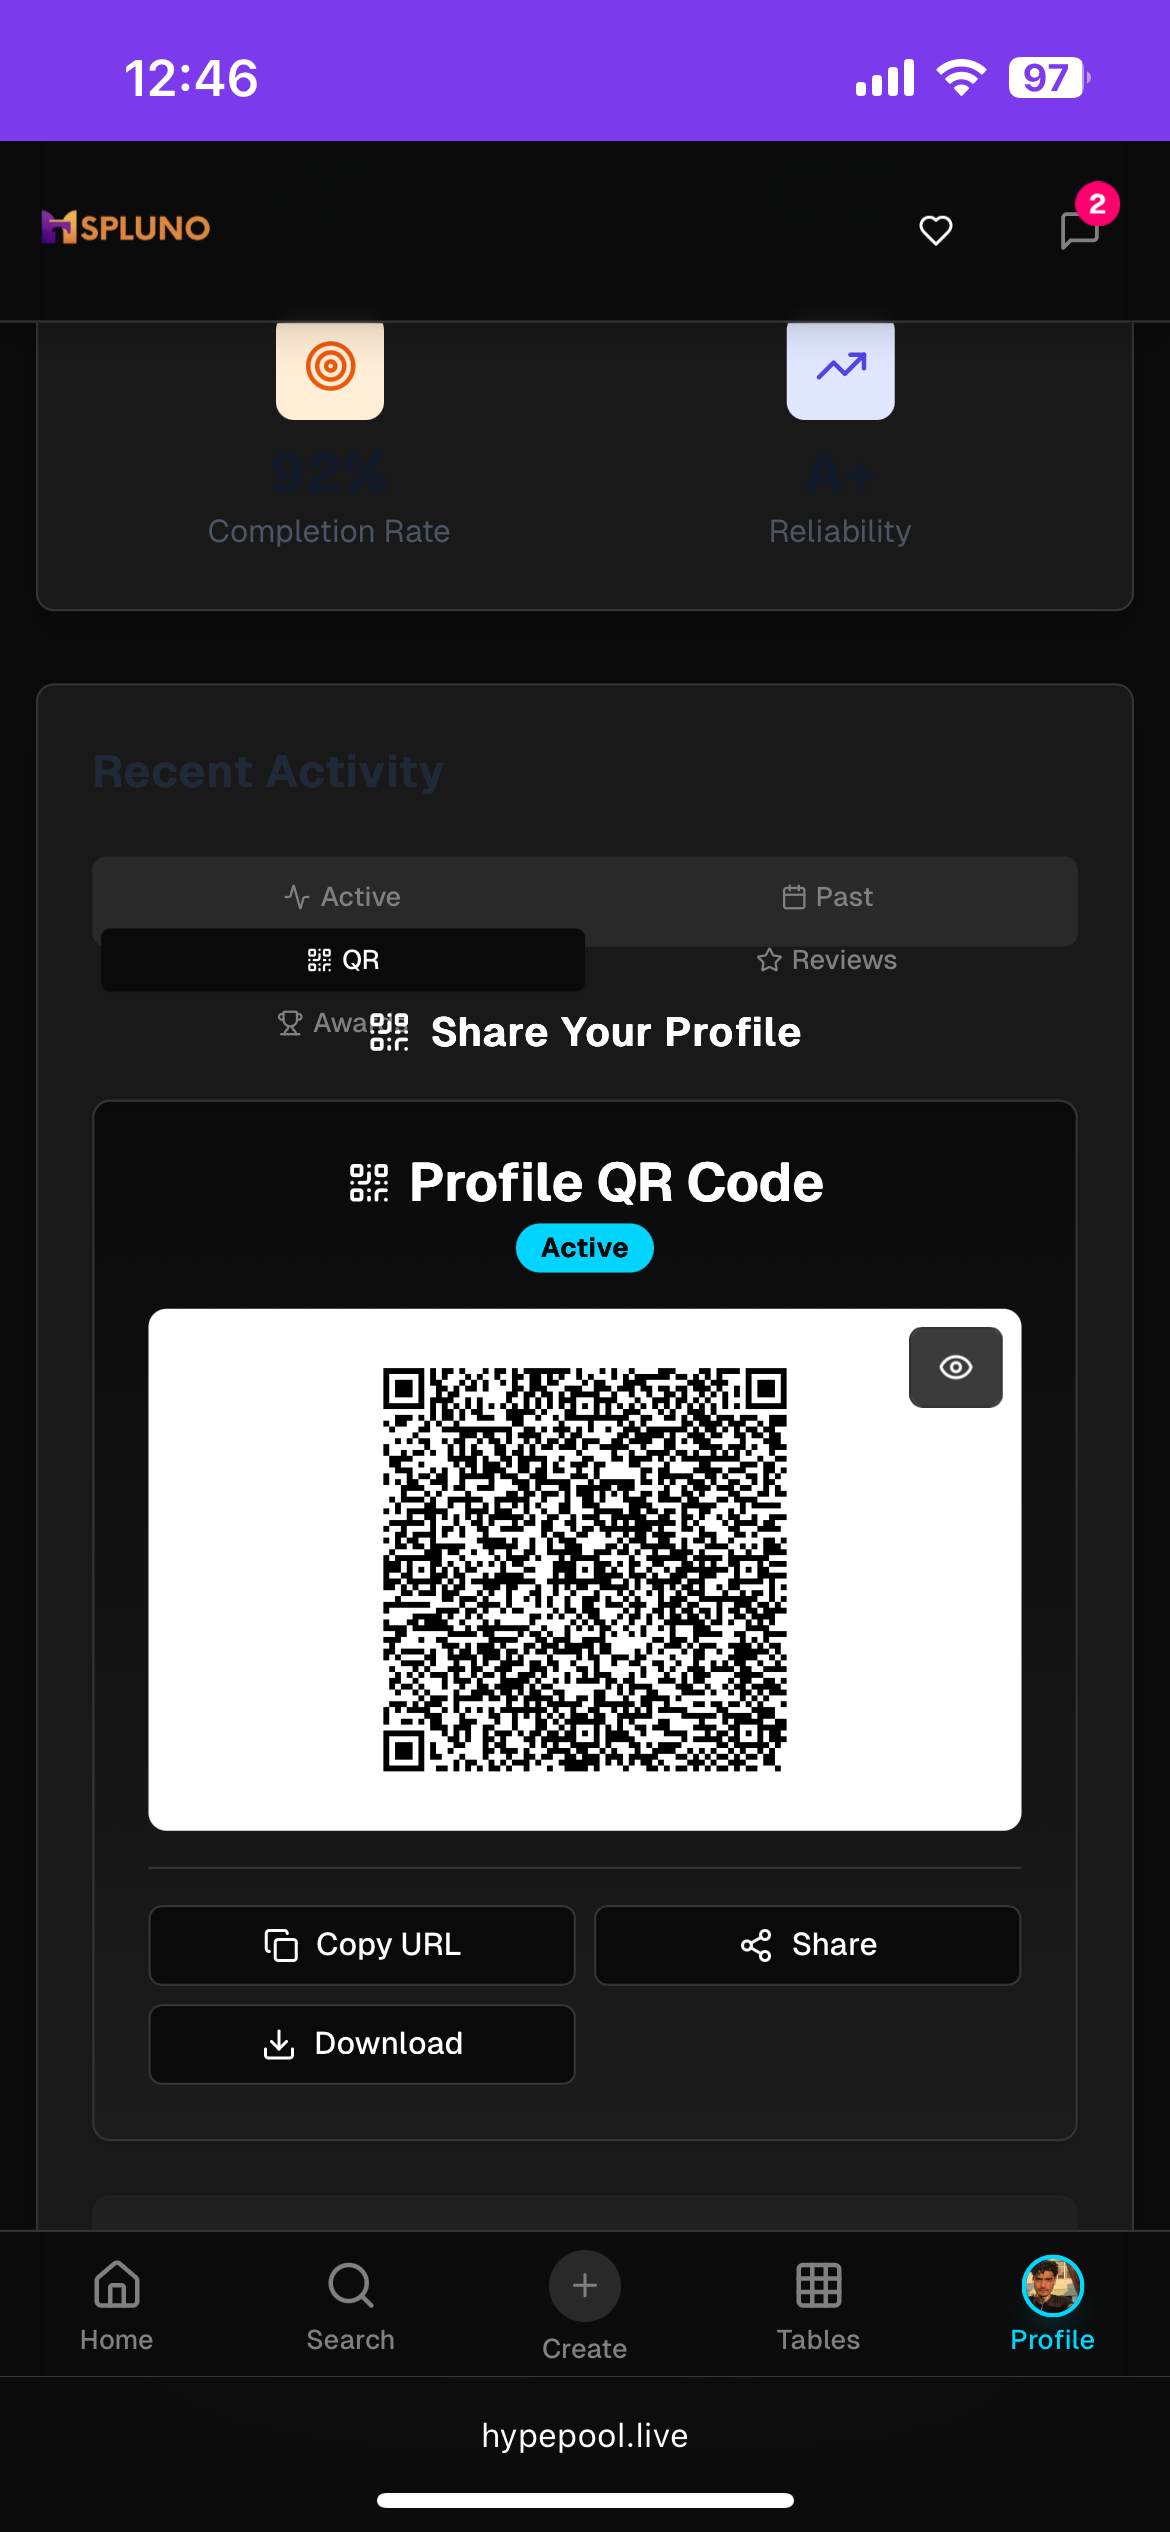 12:46
97
SPLUNO
2
92%
A+
Completion Rate
Reliability
Recent Activity
Active
Past
QR
Reviews
Share Your Profile
Profile QR Code
Active
Copy URL
Share
Download
Home
Search
Create
Tables
Profile
hypepool.live